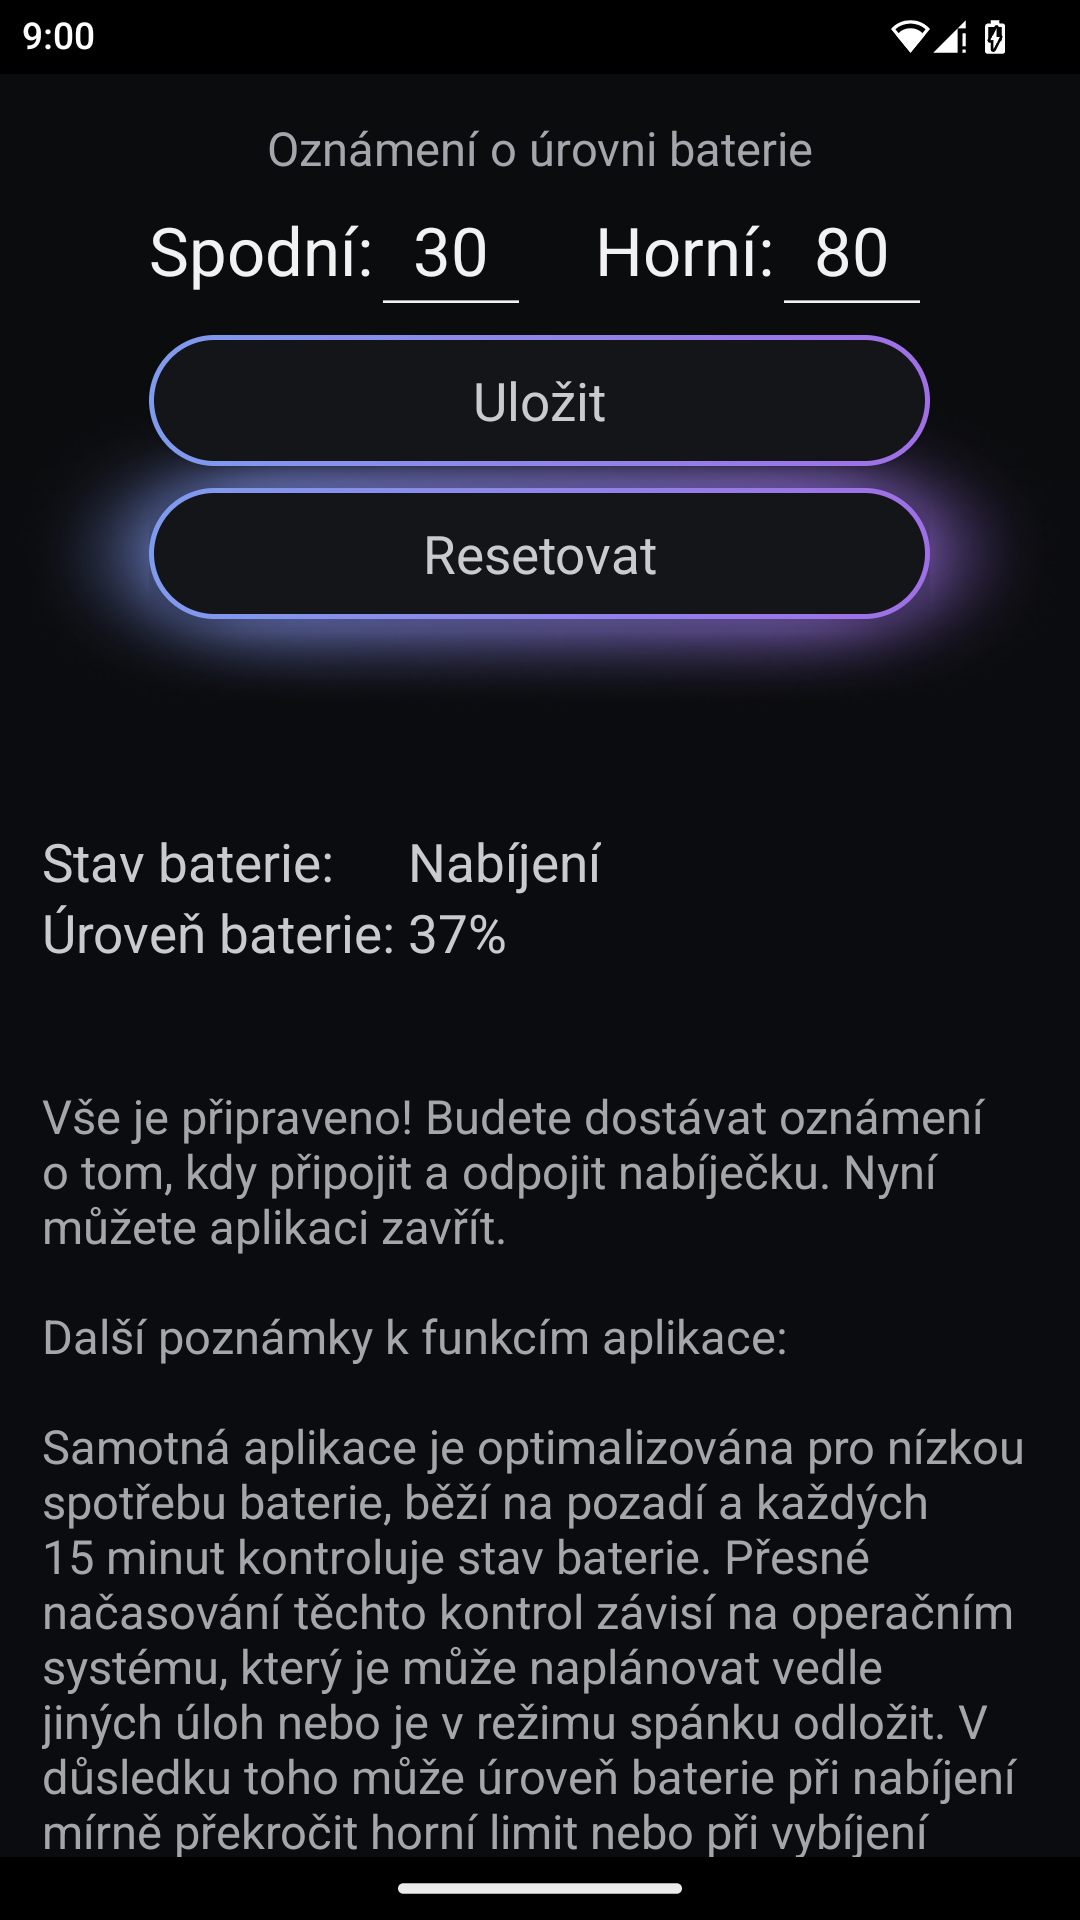 9:00
Oznámení o úrovni baterie
Spodní: 30 Horní: 80
Uložit
Resetovat
Stav baterie: Nabíjení
Úroveň baterie: 37%
Vše je připraveno! Budete dostávat oznámení
o tom, kdy připojit a odpojit nabíječku. Nyní
můžete aplikaci zavřít.
Další poznámky k funkcím aplikace:
Samotná aplikace je optimalizována pro nízkou
spotřebu baterie, běží na pozadí a každých
15 minut kontroluje stav baterie. Přesné
načasování těchto kontrol závisí na operačním
systému, který je může naplánovat vedle
jiných úloh nebo je v režimu spánku odložit. V
důsledku toho může úroveň baterie při nabíjení
mírně překročit horní limit nebo při vybíjení